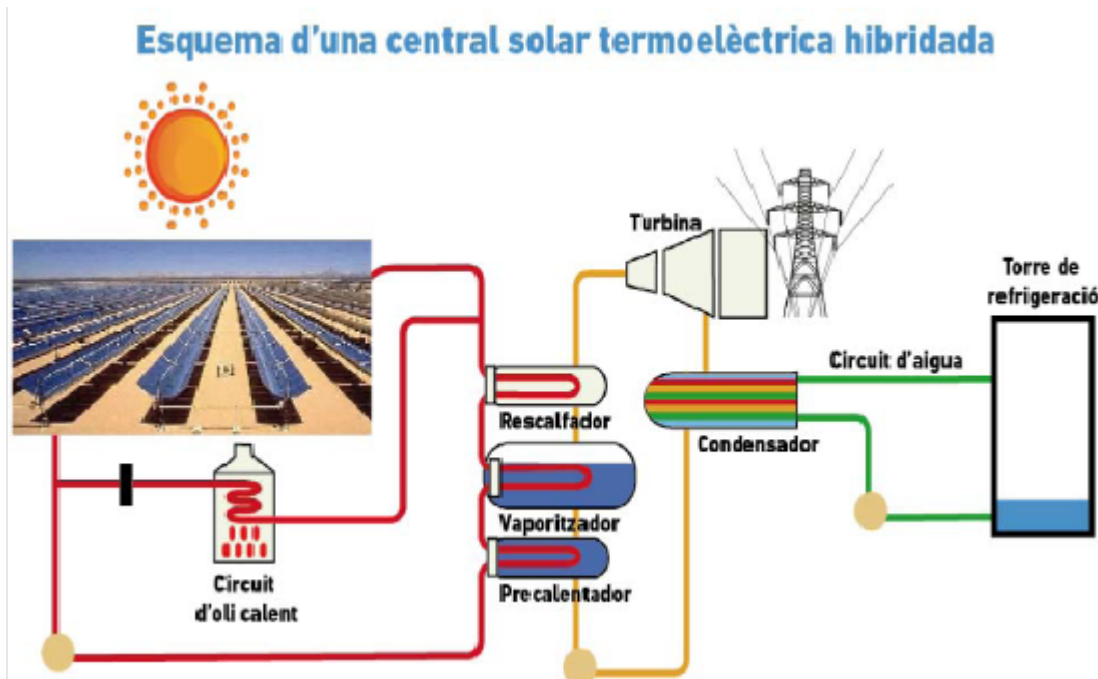 Esquema d'una central solar termoelèctrica hibridada
Turbina
Torre de
refrigeració
Circuit d'aigua
Rescalfador
Condensador
Vaporitzador
Precalentador
Circuit
d'oli calent